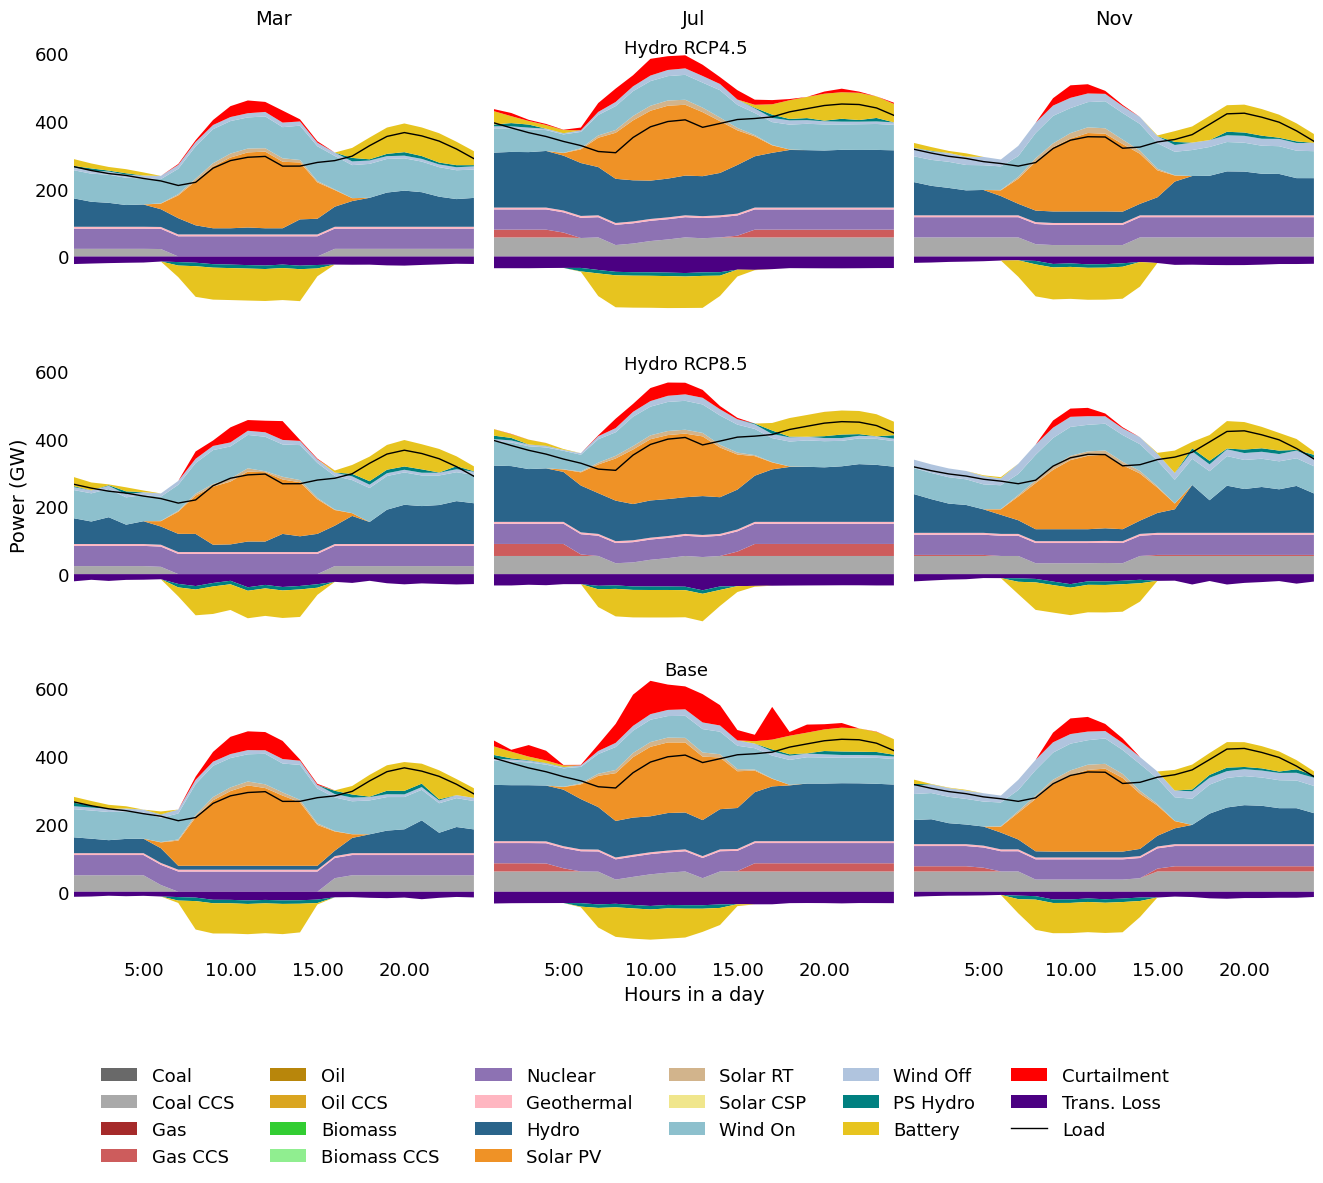 Mar Jul Nov
Hydro RCP4.5
600
400
200
0
Hydro RCP8.5
600
400
200
0
Power (GW)
Base
600
400
200
0
5:00 10.00 15.00 20.00 5:00 10.00 15.00 20.00 5:00 10.00 15.00 20.00
Hours in a day
Coal Oil Nuclear Solar RT Wind Off Curtailment
Coal CCS Oil CCS Geothermal Solar CSP PS Hydro Trans. Loss
Gas Biomass Hydro Wind On Battery Load
Gas CCS Biomass CCS Solar PV